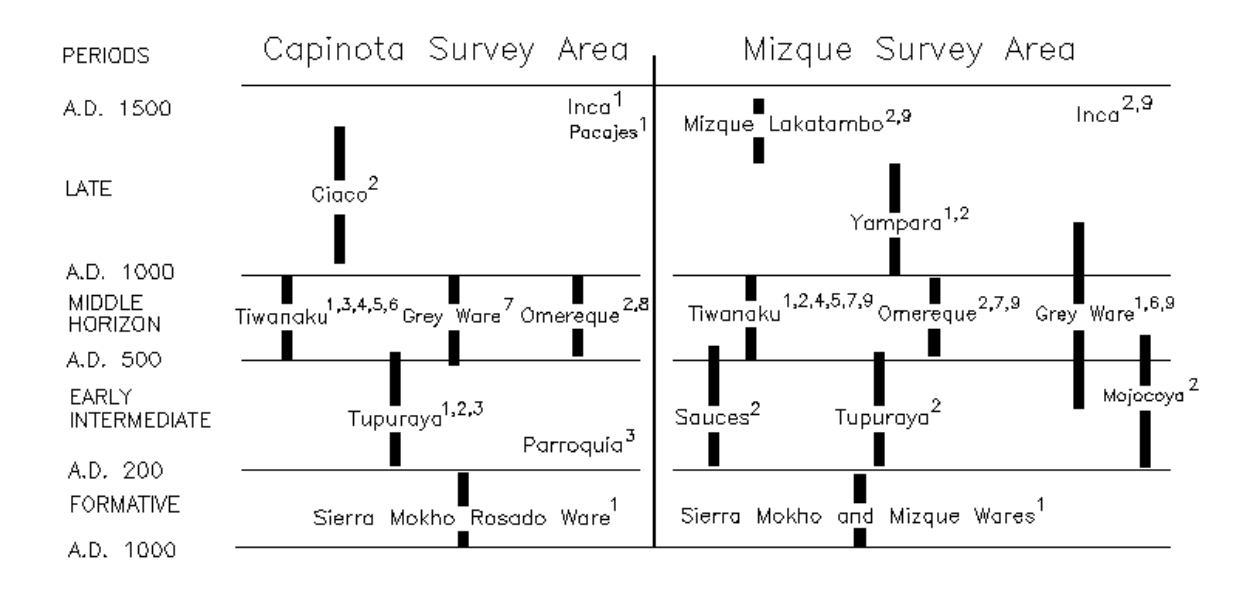 PERIODS Capinota Survey Area Mizque Survey Area
A.D. 1500 Inca1 Mizque Lakatambo2,9 Inca2,9
Pacajes1
LATE Ciaco2 Yampara1,2
A.D. 1000
MIDDLE
HORIZON Tiwanaku1,3,4,5,6 Grey Ware7 Omereque2,8 Tiwanaku1,2,4,5,7,9 Omereque2,7,9 Grey Ware1,6,9
A.D. 500
EARLY
INTERMEDIATE Tupuraya1,2,3 Sauces2 Tupuraya2 Mojocoya2
Parroquía3
A.D. 200
FORMATIVE Sierra Mokho Rosado Ware1 Sierra Mokho and Mizque Wares1
A.D. 1000